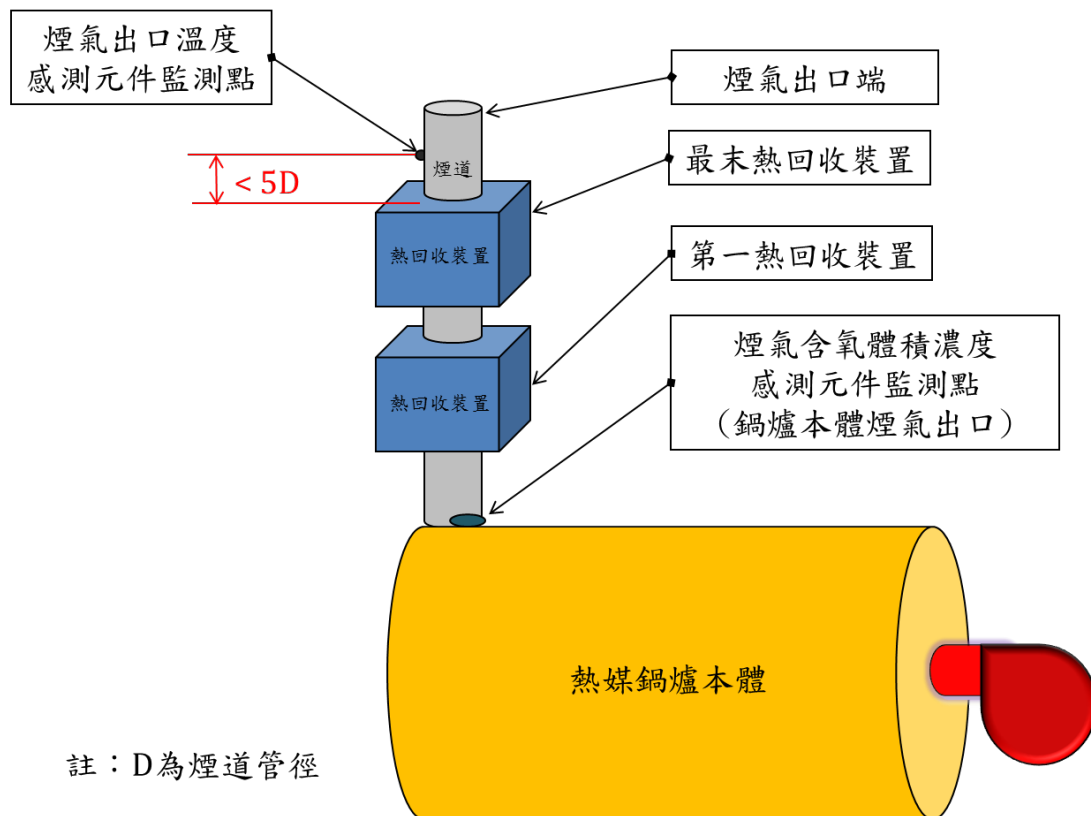 煙氣出口溫度
感測元件監測點
煙氣出口端
煙道
< 5D
最末熱回收裝置
熱回收裝置
第一熱回收裝置
熱回收裝置
煙氣含氧體積濃度
感測元件監測點
（鍋爐本體煙氣出口）
熱媒鍋爐本體
註：D為煙道管徑